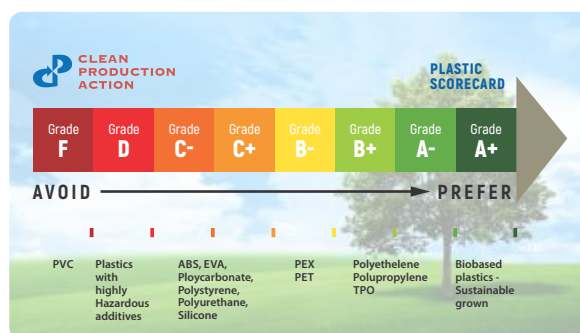 CLEAN
PRODUCTION
ACTION
PLASTIC
SCORECARD
Grade Grade Grade Grade Grade Grade Grade Grade
F D C- C+ B- B+ A- A+
AVOID PREFER
PVC
Plastics
with
highly
Hazardous
additives
ABS, EVA,
Ploycarbonate,
Polystyrene,
Polyurethane,
Silicone
PEX
PET
Polyethelene
Polupropylene
TPO
Biobased
plastics -
Sustainable
grown